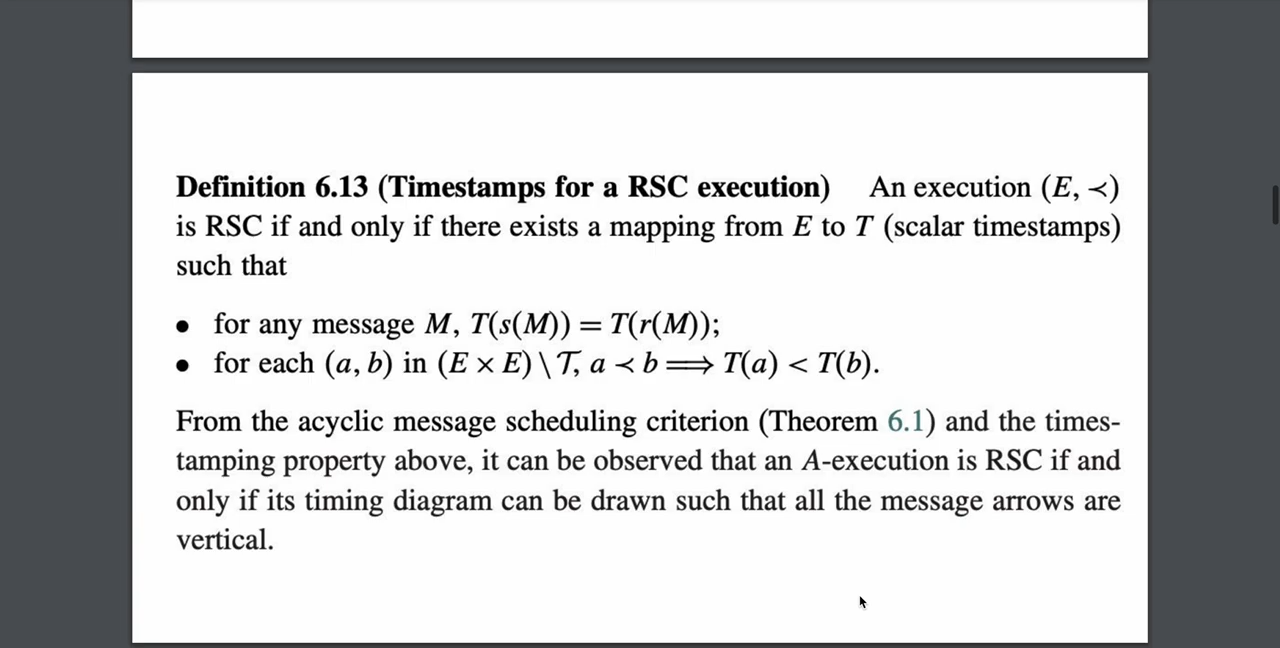 Definition 6.13 (Timestamps for a RSC execution) An execution (E, ≺)
is RSC if and only if there exists a mapping from E to T (scalar timestamps)
such that
• for any message M, T(s(M)) = T(r(M));
• for each (a, b) in (E × E) \ 𝒯, a ≺ b ⟹ T(a) < T(b).
From the acyclic message scheduling criterion (Theorem 6.1) and the times-
tamping property above, it can be observed that an A-execution is RSC if and
only if its timing diagram can be drawn such that all the message arrows are
vertical.